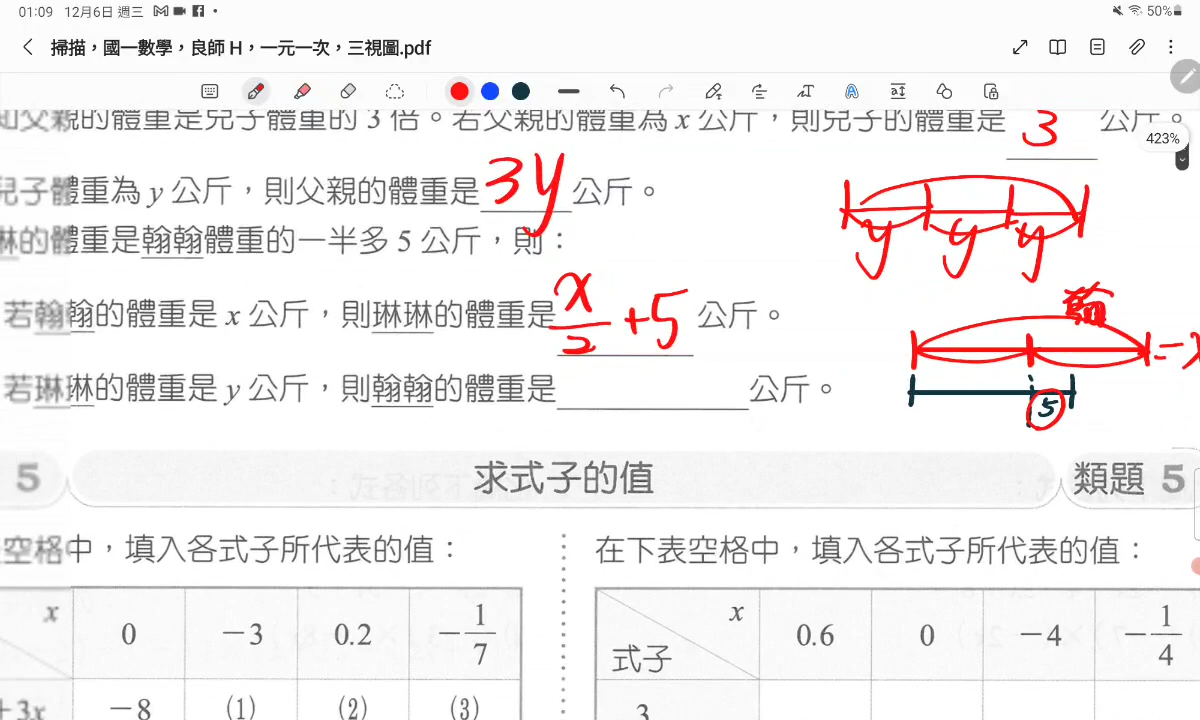 01:09 12月6日 週三 50%
掃描，國一數學，良師 H，一元一次，三視圖.pdf
父親的體重是兒子體重的 3 倍。若父親的體重為 x 公斤，則兒子的體重是 3 公斤。
423%
兒子體重為 y 公斤，則父親的體重是 3y 公斤。
y y y
琳的體重是翰翰體重的一半多 5 公斤，則：
翰
若翰翰的體重是 x 公斤，則琳琳的體重是 x/2 +5 公斤。
= x
若琳琳的體重是 y 公斤，則翰翰的體重是 公斤。
5
5 求式子的值 類題 5
空格中，填入各式子所代表的值：
在下表空格中，填入各式子所代表的值：
x 0 −3 0.2 −1/7
x 0.6 0 −4 −1/4
式子
+3x −8 (1) (2) (3)
3